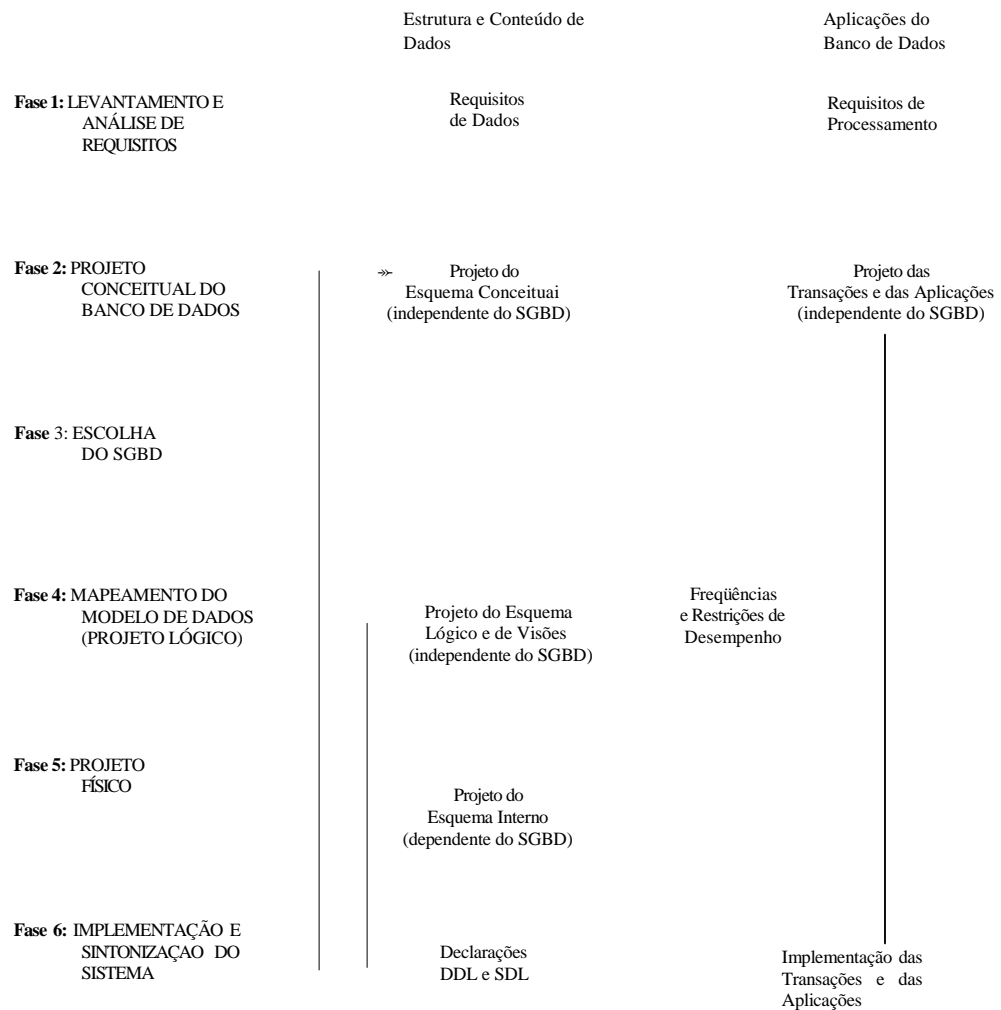 Estrutura e Conteúdo de
Dados
Aplicações do
Banco de Dados
Fase 1: LEVANTAMENTO E
ANÁLISE DE
REQUISITOS
Requisitos
de Dados
Requisitos de
Processamento
Fase 2: PROJETO
CONCEITUAL DO
BANCO DE DADOS
Projeto do
Esquema Conceituai
(independente do SGBD)
Projeto das
Transações e das Aplicações
(independente do SGBD)
Fase 3: ESCOLHA
DO SGBD
Fase 4: MAPEAMENTO DO
MODELO DE DADOS
(PROJETO LÓGICO)
Projeto do Esquema
Lógico e de Visões
(independente do SGBD)
Freqüências
e Restrições de
Desempenho
Fase 5: PROJETO
FÍSICO
Projeto do
Esquema Interno
(dependente do SGBD)
Fase 6: IMPLEMENTAÇÃO E
SINTONIZAÇAO DO
SISTEMA
Declarações
DDL e SDL
Implementação das
Transações e das
Aplicações